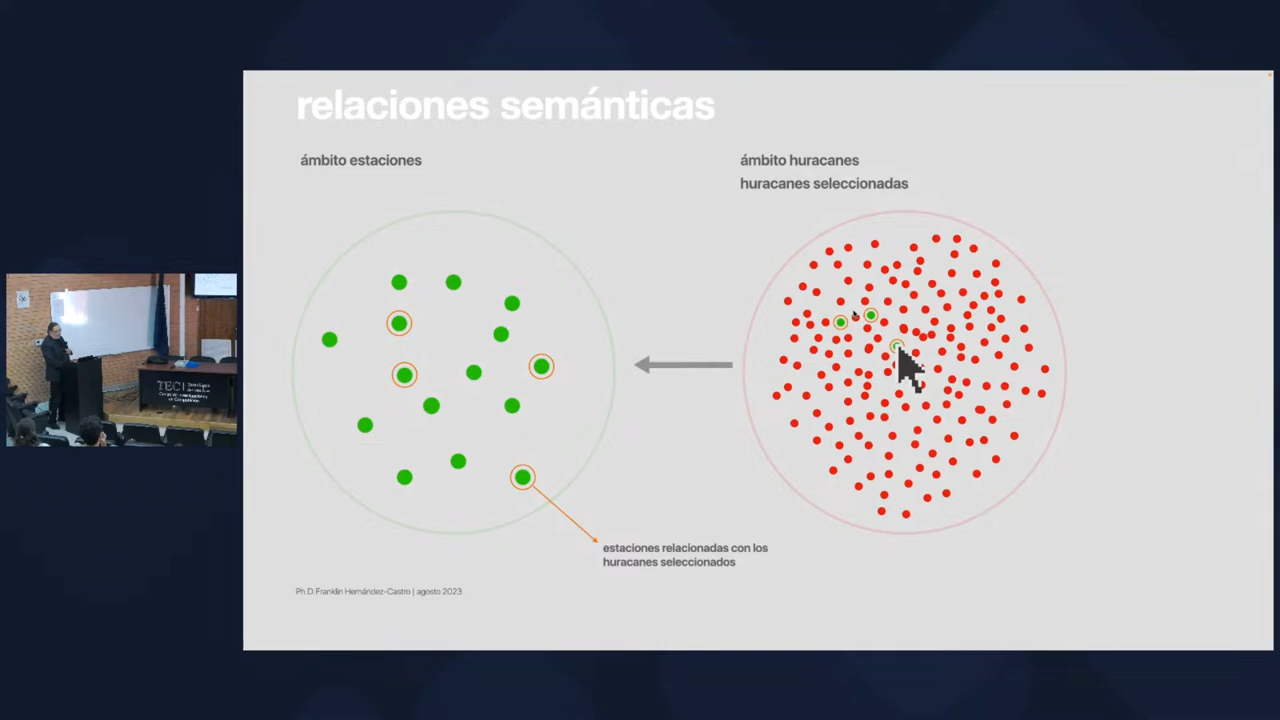 relaciones semánticas
ámbito estaciones
ámbito huracanes
huracanes seleccionadas
estaciones relacionadas con los
huracanes seleccionados
Ph.D. Franklin Hernández-Castro | agosto 2023
TEC